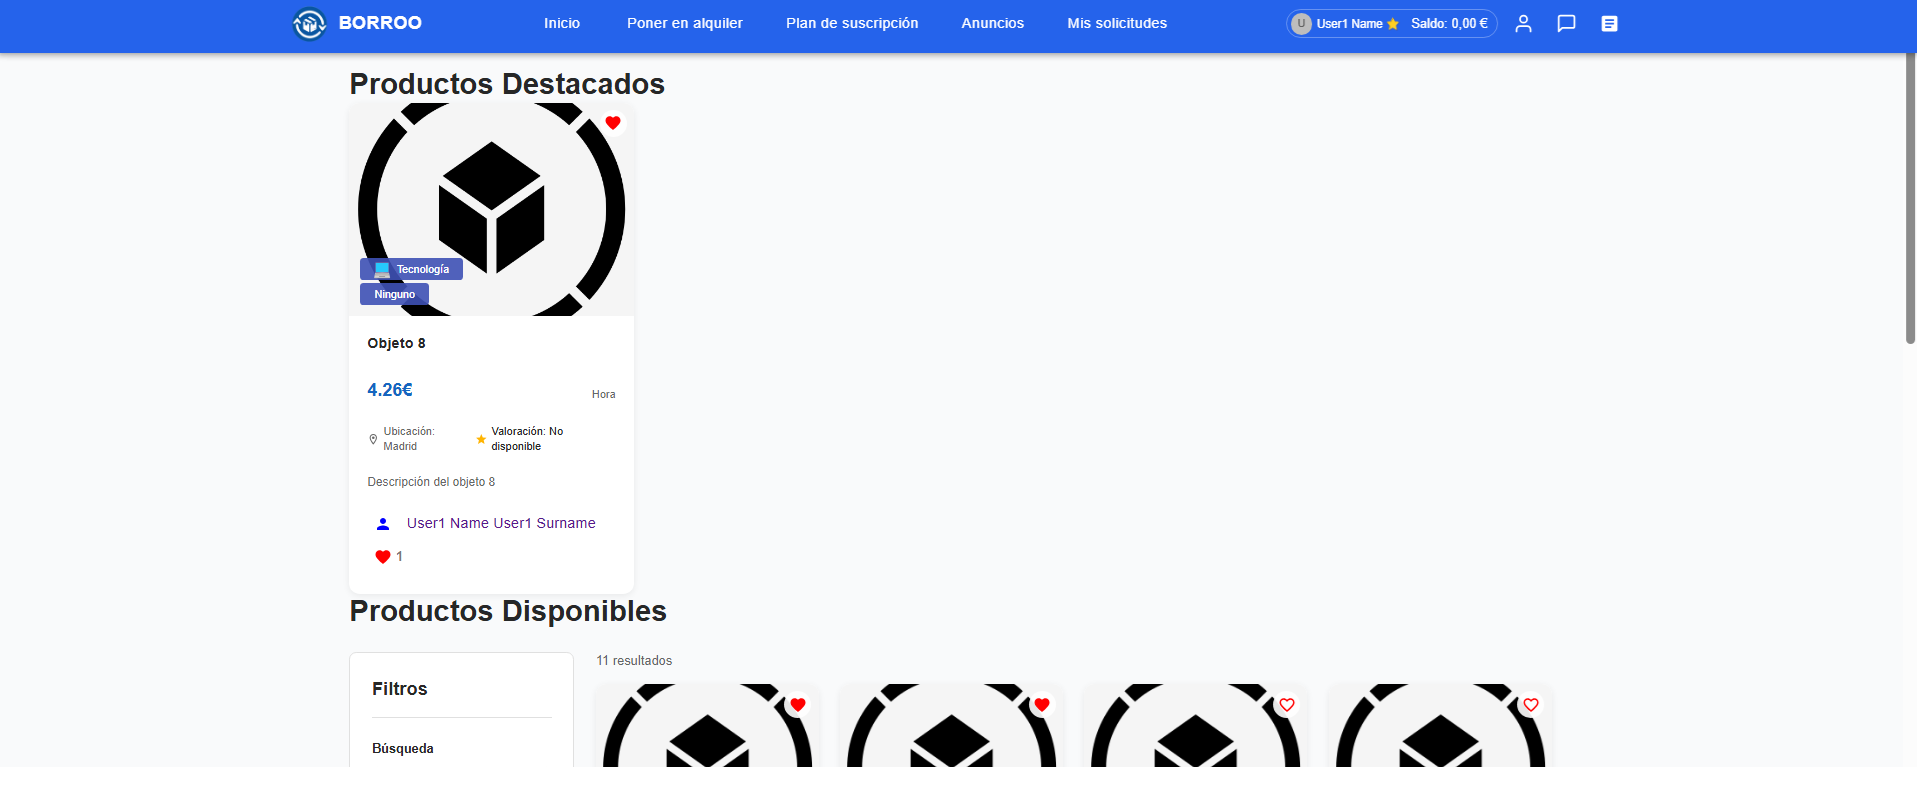 BORROO
Inicio
Poner en alquiler
Plan de suscripción
Anuncios
Mis solicitudes
U
User1 Name
Saldo: 0,00 €
Productos Destacados
Tecnología
Ninguno
Objeto 8
4.26€
Hora
Ubicación:
Madrid
Valoración: No
disponible
Descripción del objeto 8
User1 Name User1 Surname
1
Productos Disponibles
Filtros
Búsqueda
11 resultados